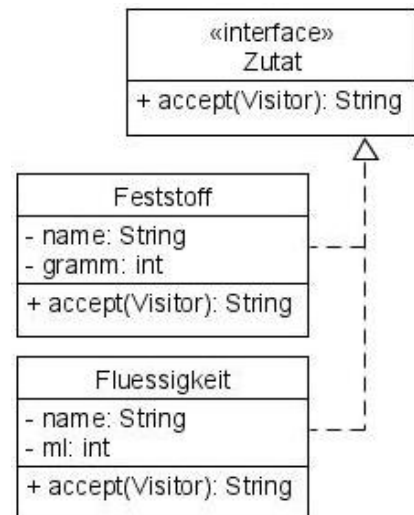 «interface»
Zutat
+ accept(Visitor): String
Feststoff
- name: String
- gramm: int
+ accept(Visitor): String
Fluessigkeit
- name: String
- ml: int
+ accept(Visitor): String